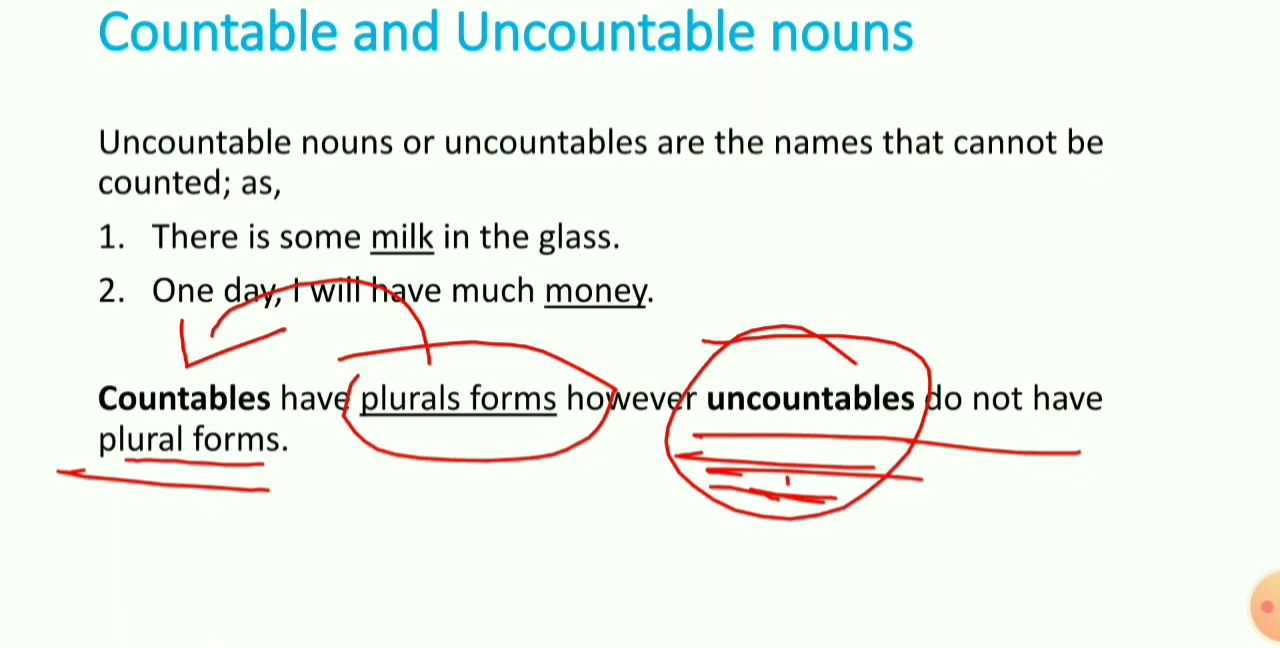 Countable and Uncountable nouns
Uncountable nouns or uncountables are the names that cannot be
counted; as,
1. There is some milk in the glass.
2. One day, I will have much money.
Countables have plurals forms however uncountables do not have
plural forms.